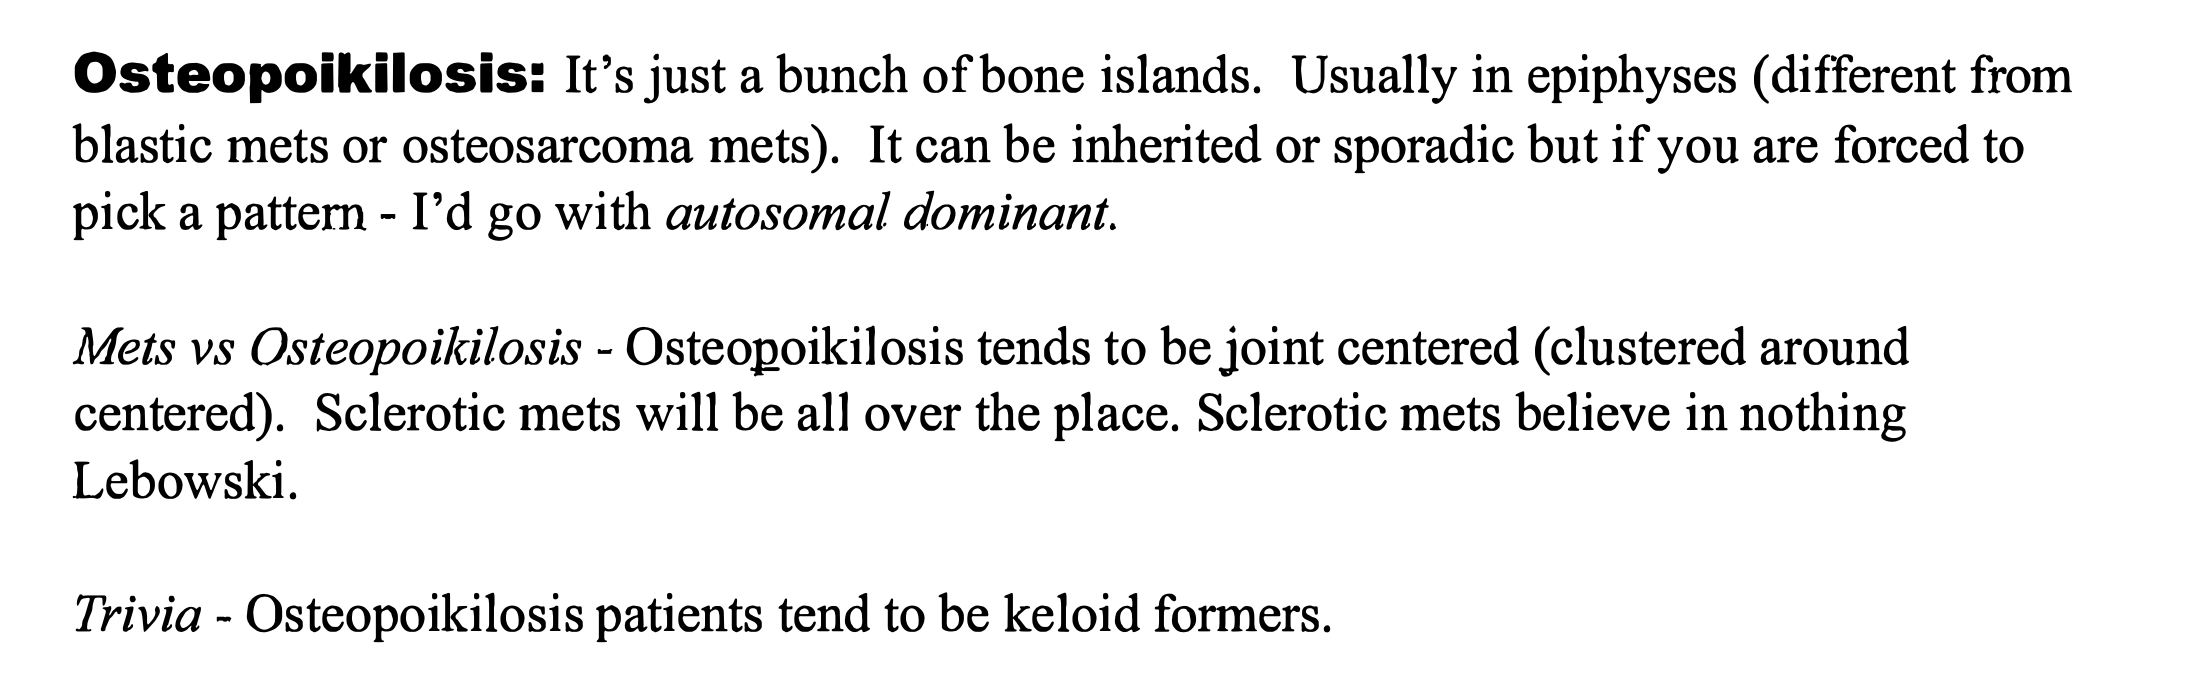 Osteopoikilosis: It's just a bunch of bone islands. Usually in epiphyses (different from
blastic mets or osteosarcoma mets). It can be inherited or sporadic but if you are forced to
pick a pattern - I'd go with autosomal dominant.
Mets vs Osteopoikilosis - Osteopoikilosis tends to be joint centered (clustered around
centered). Sclerotic mets will be all over the place. Sclerotic mets believe in nothing
Lebowski.
Trivia - Osteopoikilosis patients tend to be keloid formers.